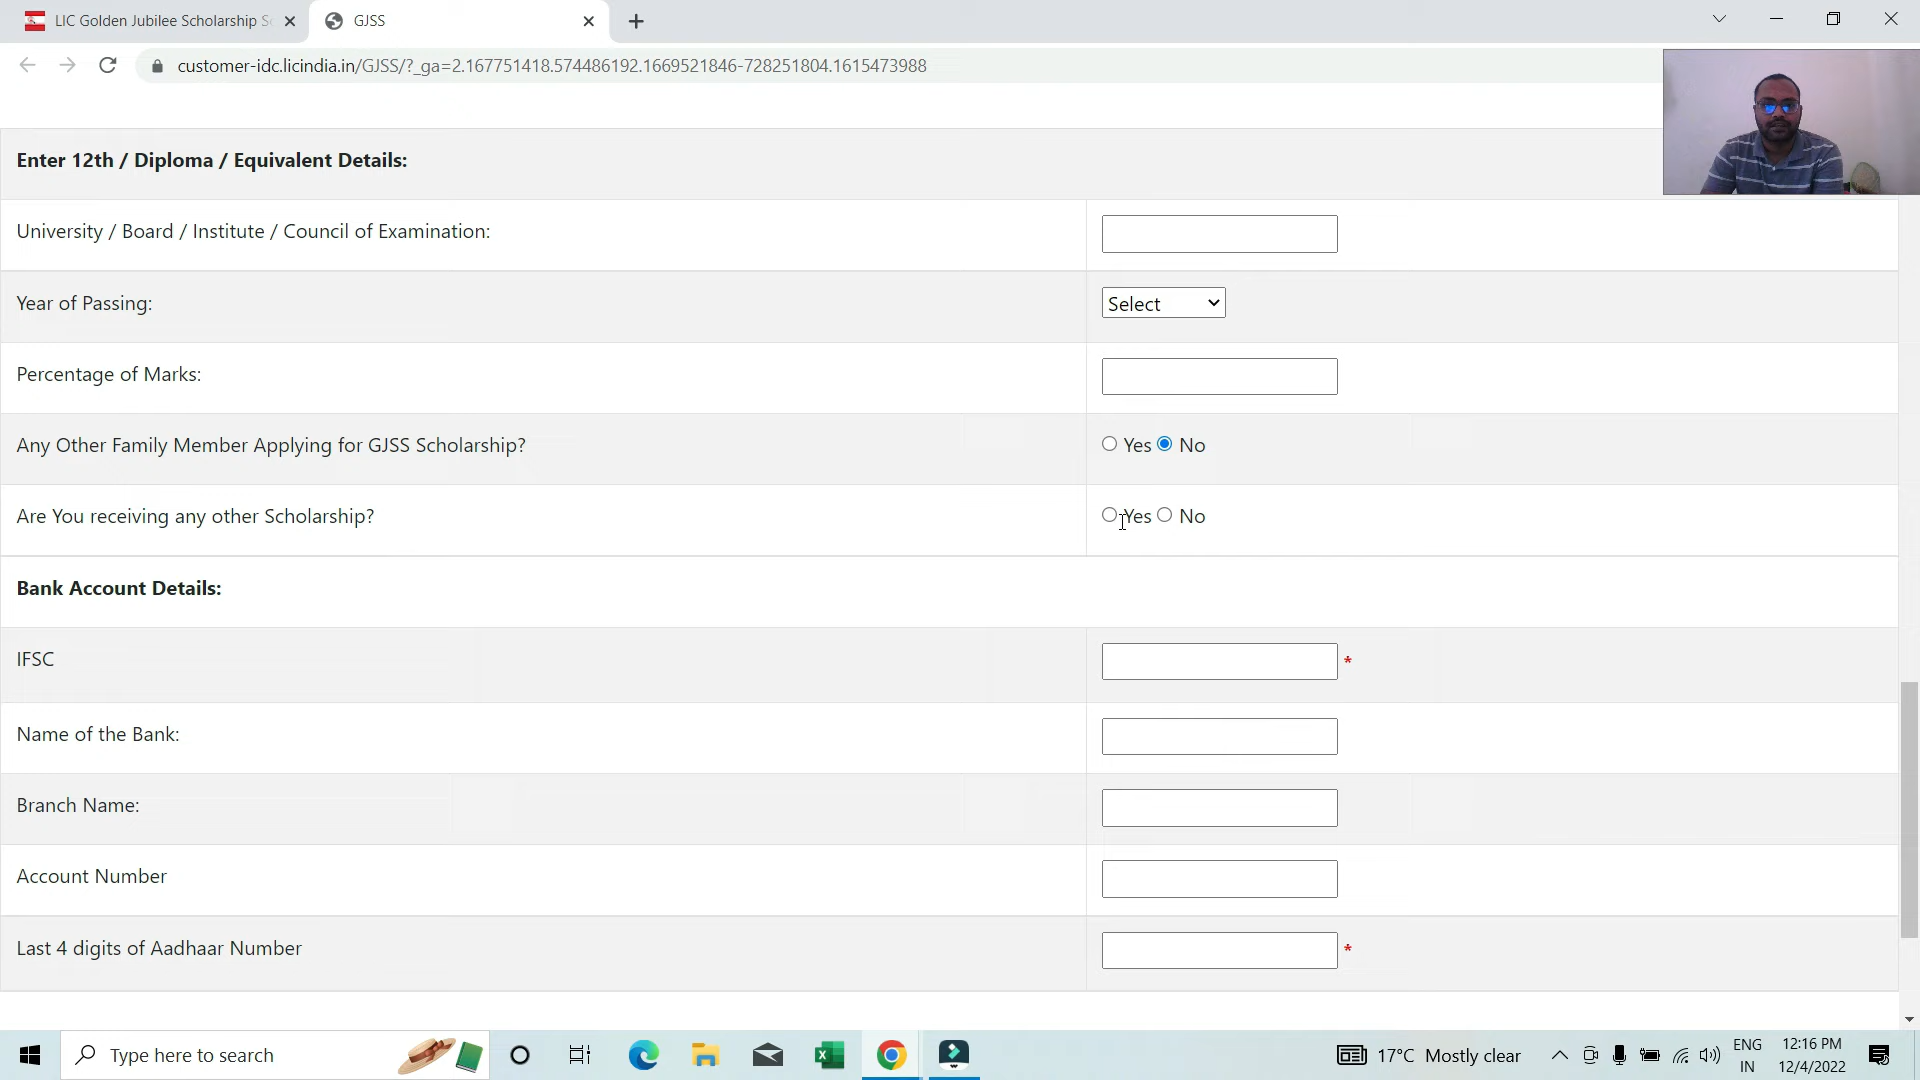 LIC Golden Jubilee Scholarship S
GJSS
customer-idc.licindia.in/GJSS/?_ga=2.167751418.574486192.1669521846-728251804.1615473988
Enter 12th / Diploma / Equivalent Details:
University / Board / Institute / Council of Examination:
Year of Passing:
Select
Percentage of Marks:
Any Other Family Member Applying for GJSS Scholarship?
Yes No
Are You receiving any other Scholarship?
Yes No
Bank Account Details:
IFSC
*
Name of the Bank:
Branch Name:
Account Number
Last 4 digits of Aadhaar Number
*
Type here to search
17°C Mostly clear
ENG
IN
12:16 PM
12/4/2022